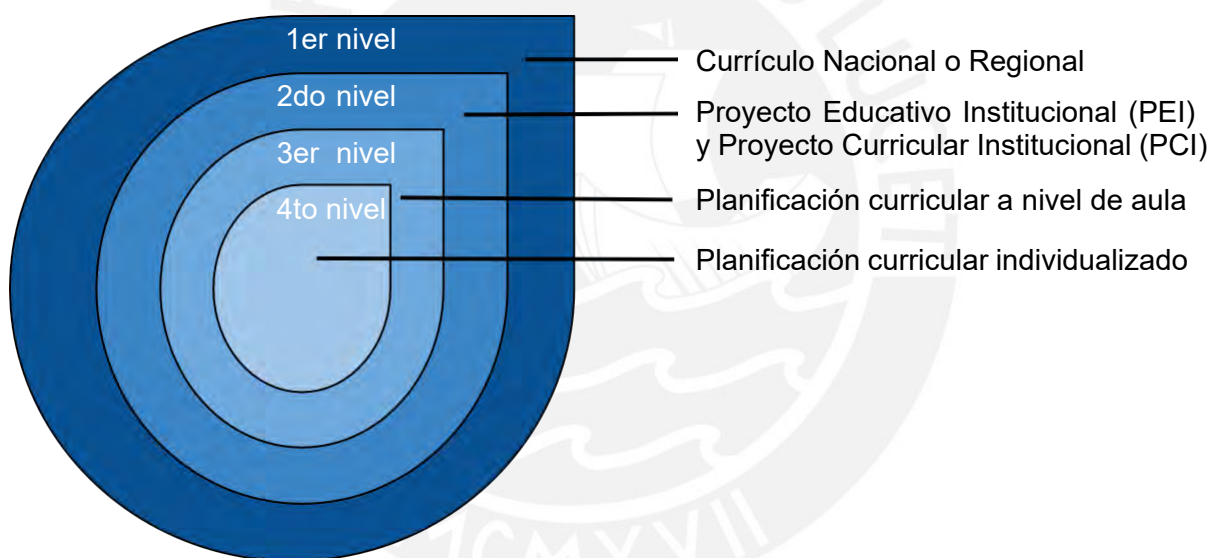 1er nivel
2do nivel
3er nivel
4to nivel
Currículo Nacional o Regional
Proyecto Educativo Institucional (PEI)
y Proyecto Curricular Institucional (PCI)
Planificación curricular a nivel de aula
Planificación curricular individualizado
MCMXVII